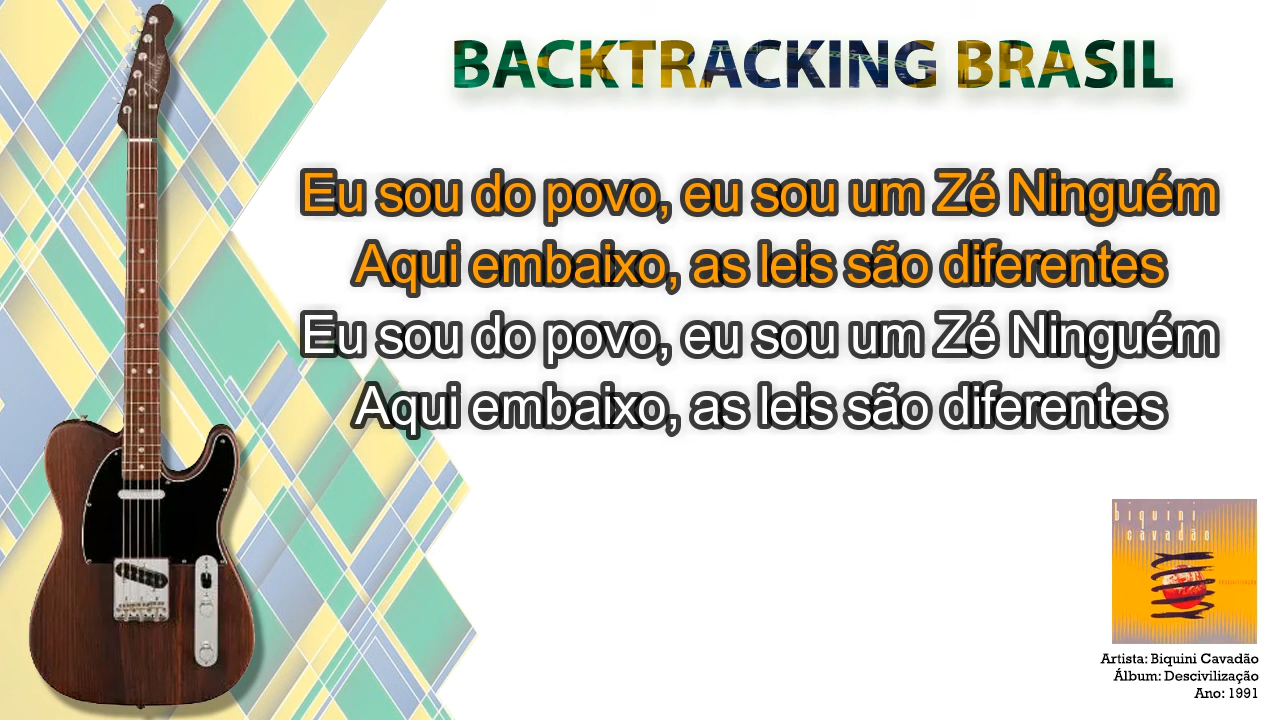 BACKTRACKING BRASIL
Eu sou do povo, eu sou um Zé Ninguém
Aqui embaixo, as leis são diferentes
Eu sou do povo, eu sou um Zé Ninguém
Aqui embaixo, as leis são diferentes
Fender
biquini
cavadão
Artista: Biquini Cavadão
Álbum: Descivilização
Ano: 1991